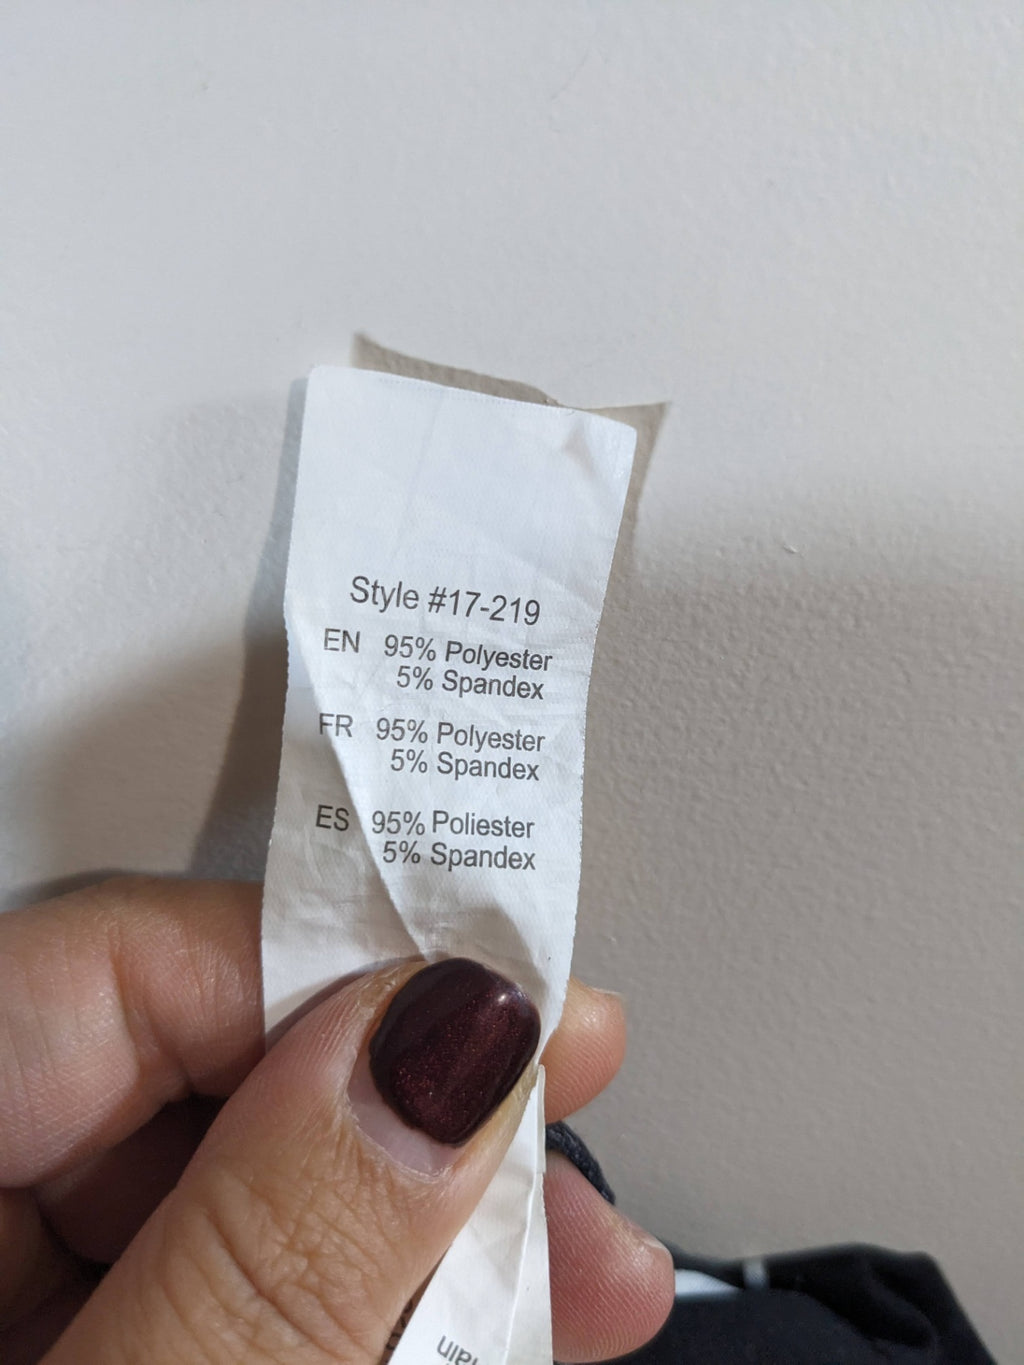 Style #17-219
EN 95% Polyester
5% Spandex
FR 95% Polyester
5% Spandex
ES 95% Poliester
5% Spandex